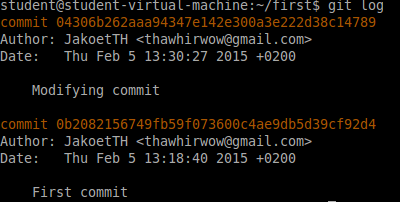 student@student-virtual-machine:~/first$ git log
commit 04306b262aaa94347e142e300a3e222d38c14789
Author: JakoetTH <thawhirwow@gmail.com>
Date:   Thu Feb 5 13:30:27 2015 +0200
    Modifying commit
commit 0b2082156749fb59f073600c4ae9db5d39cf92d4
Author: JakoetTH <thawhirwow@gmail.com>
Date:   Thu Feb 5 13:18:40 2015 +0200
    First commit